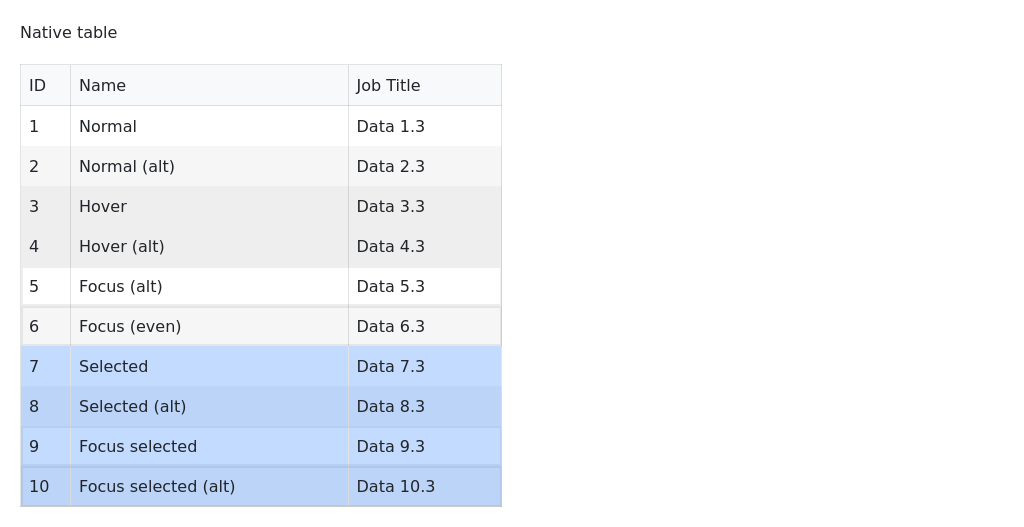 Native table
ID Name Job Title
1 Normal Data 1.3
2 Normal (alt) Data 2.3
3 Hover Data 3.3
4 Hover (alt) Data 4.3
5 Focus (alt) Data 5.3
6 Focus (even) Data 6.3
7 Selected Data 7.3
8 Selected (alt) Data 8.3
9 Focus selected Data 9.3
10 Focus selected (alt) Data 10.3